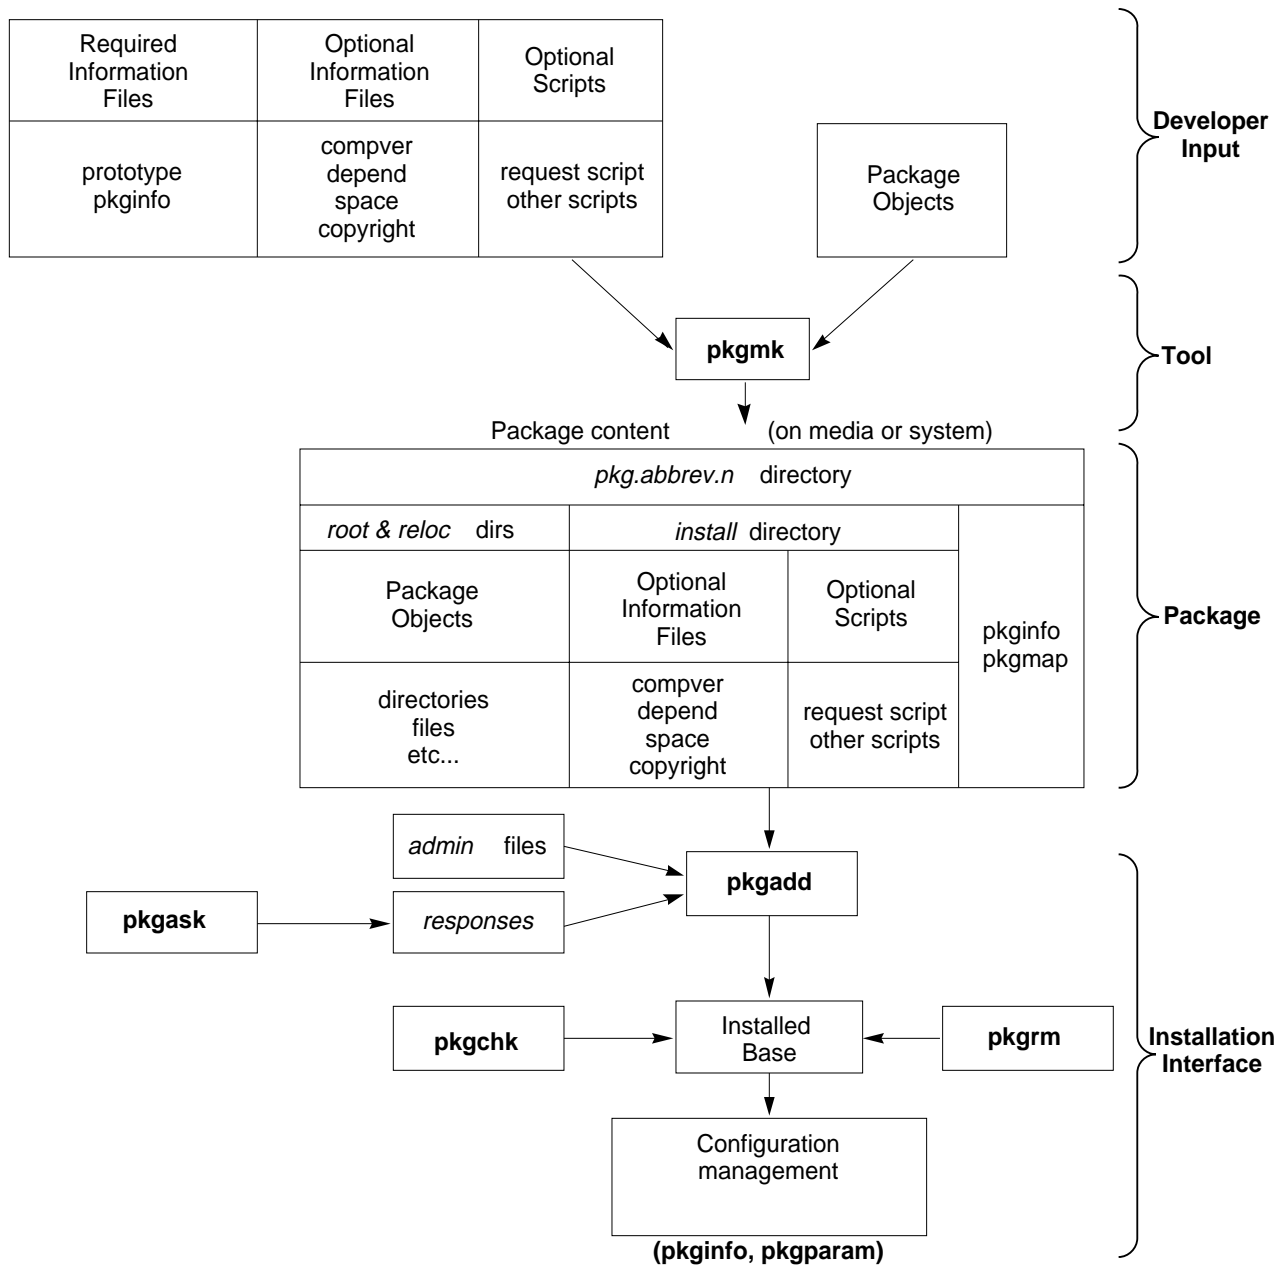 Required
Information
Files
Optional
Information
Files
Optional
Scripts
prototype
pkginfo
compver
depend
space
copyright
request script
other scripts
Package
Objects
Developer
Input
pkgmk
Tool
Package content (on media or system)
pkg.abbrev.n directory
root & reloc dirs
install directory
Package
Objects
Optional
Information
Files
Optional
Scripts
pkginfo
pkgmap
directories
files
etc...
compver
depend
space
copyright
request script
other scripts
Package
admin files
pkgadd
pkgask
responses
pkgchk
Installed
Base
pkgrm
Installation
Interface
Configuration
management
(pkginfo, pkgparam)